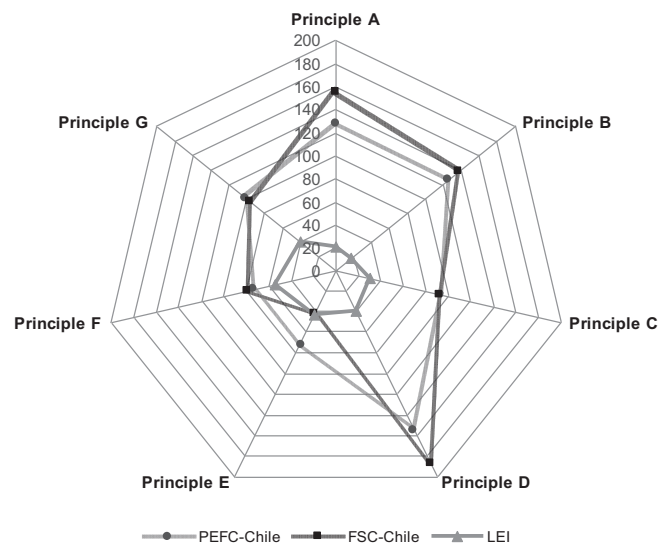 Principle A
200
180
160
140
120
100
80
60
40
20
0
Principle G
Principle B
Principle F
Principle C
Principle E
Principle D
PEFC-Chile FSC-Chile LEI